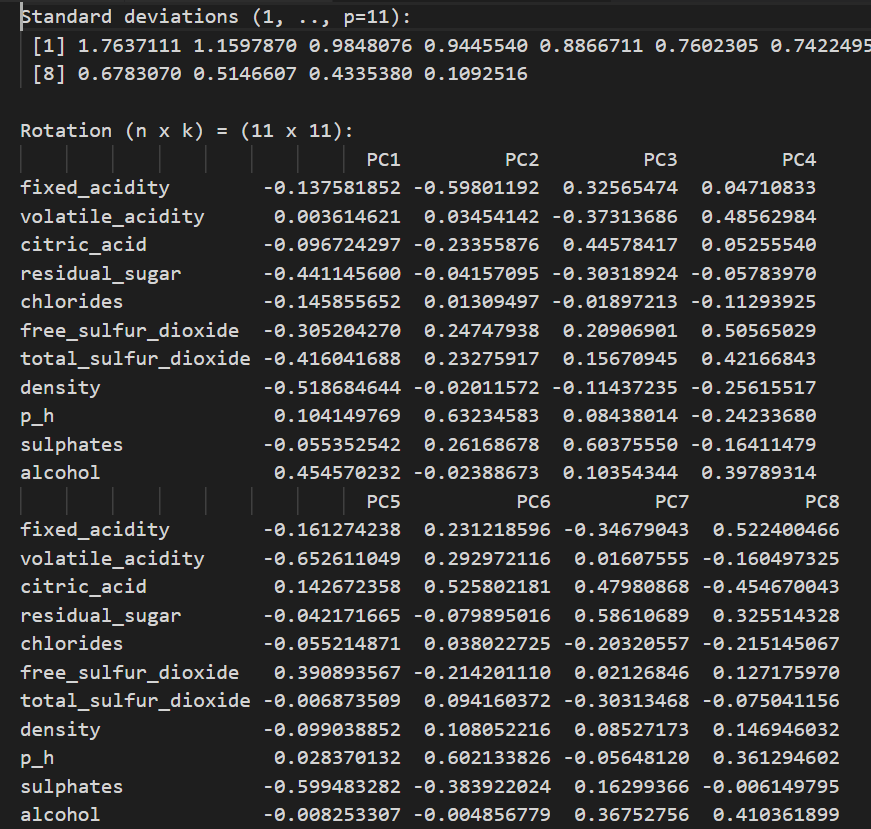 Standard deviations (1, .., p=11):
 [1] 1.7637111 1.1597870 0.9848076 0.9445540 0.8866711 0.7602305 0.7422495
 [8] 0.6783070 0.5146607 0.4335380 0.1092516
Rotation (n x k) = (11 x 11):
PC1 PC2 PC3 PC4
fixed_acidity -0.137581852 -0.59801192 0.32565474 0.04710833
volatile_acidity 0.003614621 0.03454142 -0.37313686 0.48562984
citric_acid -0.096724297 -0.23355876 0.44578417 0.05255540
residual_sugar -0.441145600 -0.04157095 -0.30318924 -0.05783970
chlorides -0.145855652 0.01309497 -0.01897213 -0.11293925
free_sulfur_dioxide -0.305204270 0.24747938 0.20906901 0.50565029
total_sulfur_dioxide -0.416041688 0.23275917 0.15670945 0.42166843
density -0.518684644 -0.02011572 -0.11437235 -0.25615517
p_h 0.104149769 0.63234583 0.08438014 -0.24233680
sulphates -0.055352542 0.26168678 0.60375550 -0.16411479
alcohol 0.454570232 -0.02388673 0.10354344 0.39789314
PC5 PC6 PC7 PC8
fixed_acidity -0.161274238 0.231218596 -0.34679043 0.522400466
volatile_acidity -0.652611049 0.292972116 0.01607555 -0.160497325
citric_acid 0.142672358 0.525802181 0.47980868 -0.454670043
residual_sugar -0.042171665 -0.079895016 0.58610689 0.325514328
chlorides -0.055214871 0.038022725 -0.20320557 -0.215145067
free_sulfur_dioxide 0.390893567 -0.214201110 0.02126846 0.127175970
total_sulfur_dioxide -0.006873509 0.094160372 -0.30313468 -0.075041156
density -0.099038852 0.108052216 0.08527173 0.146946032
p_h 0.028370132 0.602133826 -0.05648120 0.361294602
sulphates -0.599483282 -0.383922024 0.16299366 -0.006149795
alcohol -0.008253307 -0.004856779 0.36752756 0.410361899